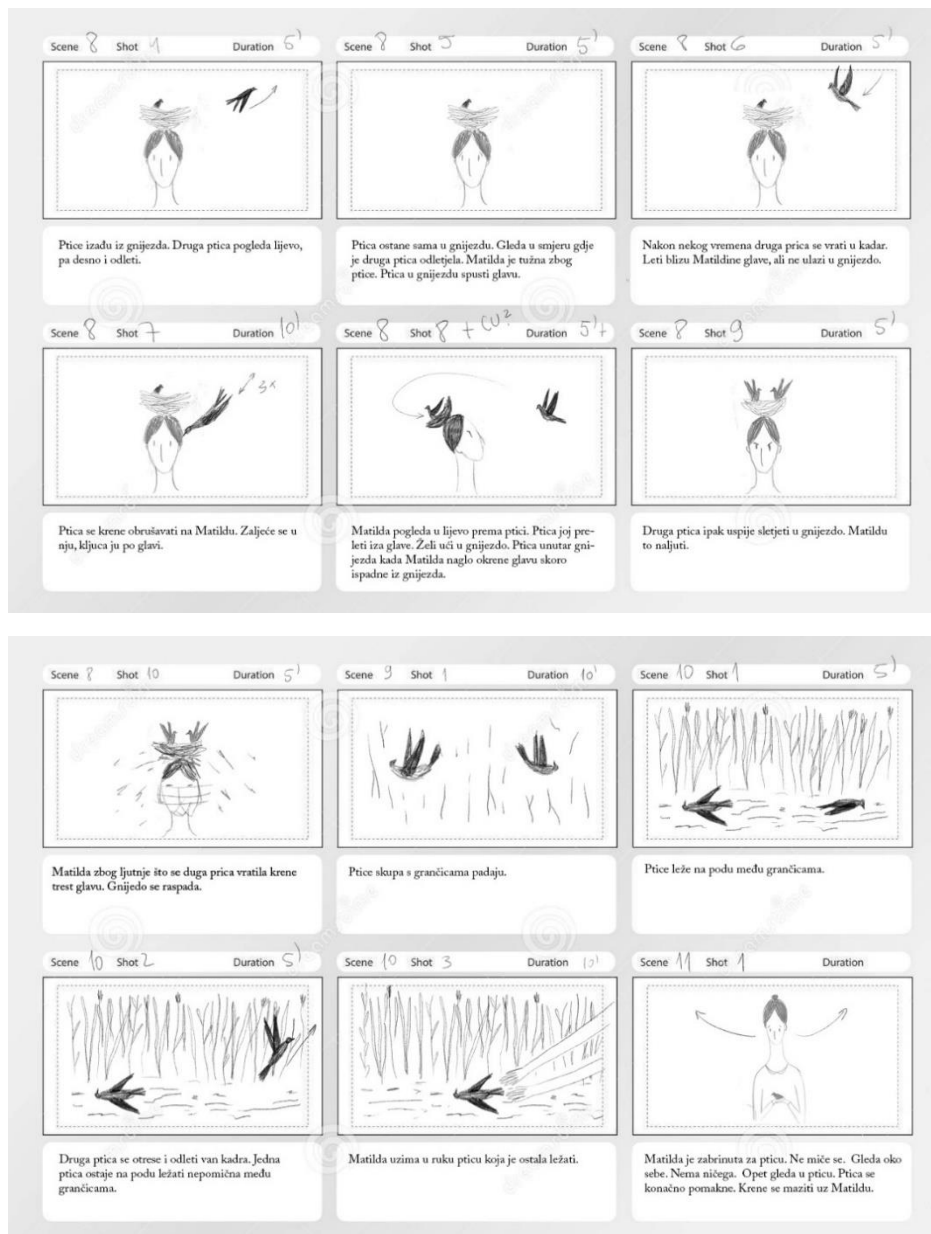 Scene 8 Shot 4 Duration 5'
Ptice izađu iz gnijezda. Druga ptica pogleda lijevo,
pa desno i odleti.
Scene 8 Shot 5 Duration 5'
Ptica ostane sama u gnijezdu. Gleda u smjeru gdje
je druga ptica odletjela. Matilda je tužna zbog
ptice. Ptica u gnijezdu spusti glavu.
Scene 8 Shot 6 Duration 5'
Nakon nekog vremena druga prica se vrati u kadar.
Leti blizu Matildine glave, ali ne ulazi u gnijezdo.
Scene 8 Shot 7 Duration 10'
3x
Ptica se krene obrušavati na Matildu. Zaljeće se u
nju, kljuca ju po glavi.
Scene 8 Shot 8 + CU? Duration 5'+
Matilda pogleda u lijevo prema ptici. Ptica joj pre-
leti iza glave. Želi ući u gnijezdo. Ptica unutar gni-
jezda kada Matilda naglo okrene glavu skoro
ispadne iz gnijezda.
Scene 8 Shot 9 Duration 5'
Druga ptica ipak uspije sletjeti u gnijezdo. Matildu
to naljuti.
Scene 8 Shot 10 Duration 5'
Matilda zbog ljutnje što se duga prica vratila krene
trest glavu. Gnijedo se raspada.
Scene 9 Shot 1 Duration 10'
Ptice skupa s grančicama padaju.
Scene 10 Shot 1 Duration 5'
Ptice leže na podu među grančicama.
Scene 10 Shot 2 Duration 5'
Druga ptica se otrese i odleti van kadra. Jedna
ptica ostaje na podu ležati nepomična među
grančicama.
Scene 10 Shot 3 Duration 10'
Matilda uzima u ruku pticu koja je ostala ležati.
Scene 11 Shot 1 Duration
Matilda je zabrinuta za pticu. Ne miče se. Gleda oko
sebe. Nema ničega. Opet gleda u pticu. Ptica se
konačno pomakne. Krene se maziti uz Matildu.